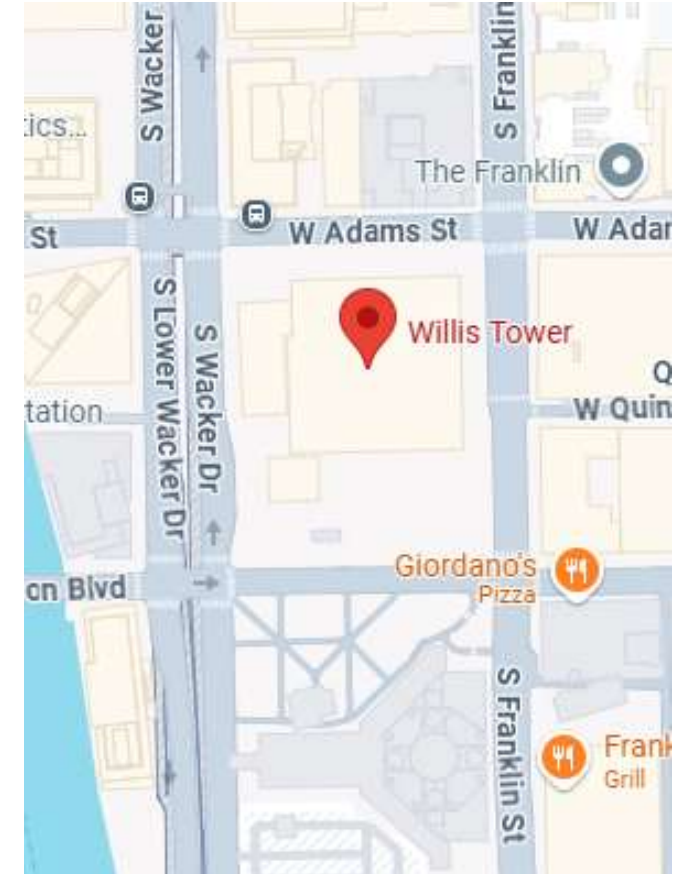 S Wacker
S Franklin
tics...
The Franklin
St
W Adams St
W Adar
S Lower Wacker Dr
S Wacker Dr
Willis Tower
Q
tation
W Quin
on Blvd
Giordano's
Pizza
S Franklin St
Frank
Grill